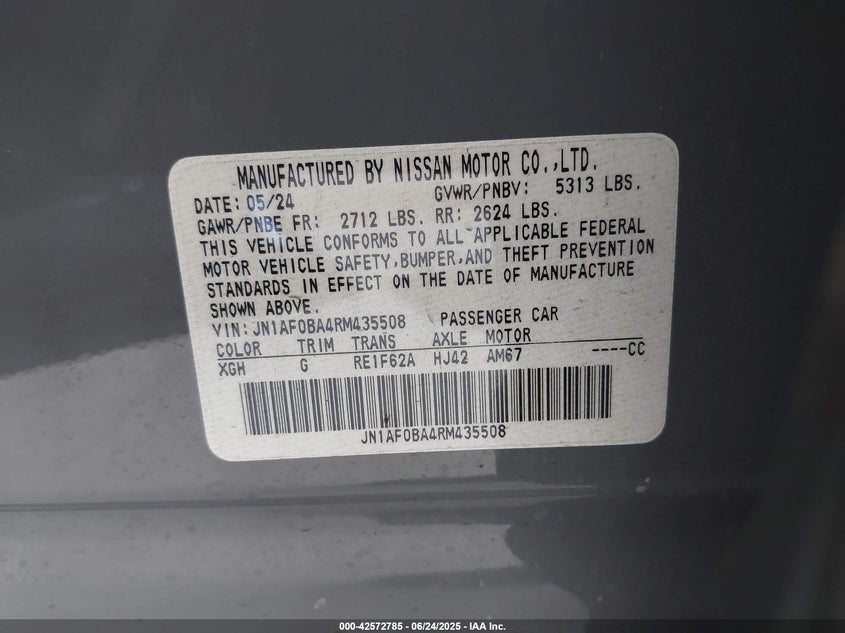 MANUFACTURED BY NISSAN MOTOR CO.,LTD.
DATE: 05/24 GVWR/PNBV: 5313 LBS.
GAWR/PNBE FR: 2712 LBS. RR: 2624 LBS.
THIS VEHICLE CONFORMS TO ALL APPLICABLE FEDERAL
MOTOR VEHICLE SAFETY,BUMPER,AND THEFT PREVENTION
STANDARDS IN EFFECT ON THE DATE OF MANUFACTURE
SHOWN ABOVE.
VIN:JN1AF0BA4RM435508 PASSENGER CAR
COLOR TRIM TRANS AXLE MOTOR
XGH G RE1F62A HJ42 AM67 ----CC
JN1AF0BA4RM435508
000-42572785 - 06/24/2025 - IAA Inc.